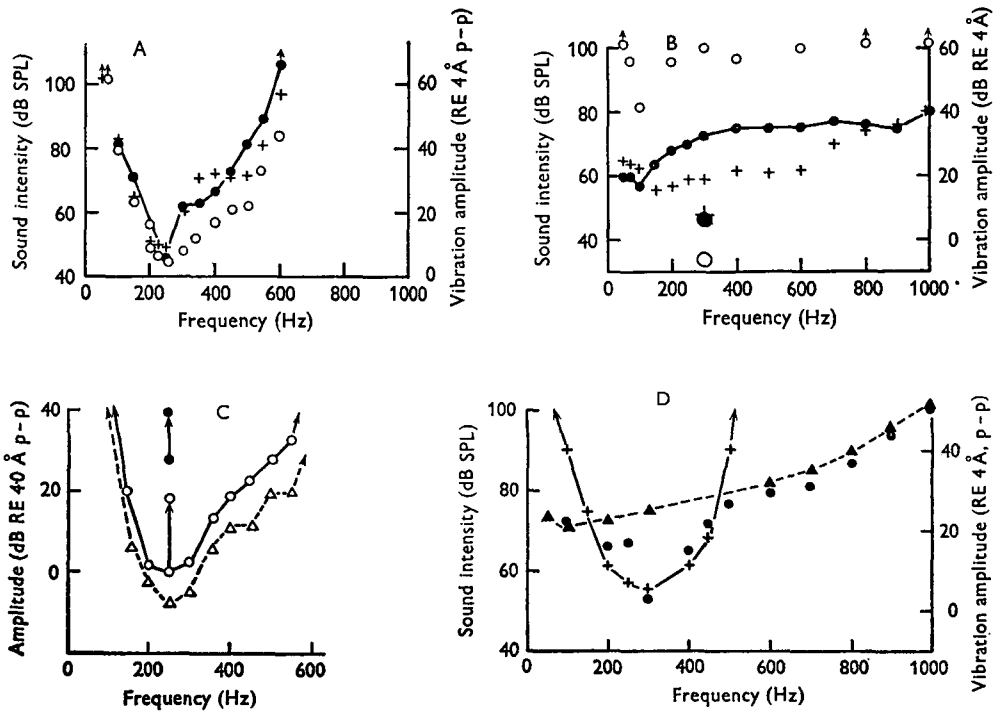 A
Sound intensity (dB SPL)
100
80
60
40
60
40
20
0
Vibration amplitude (RE 4 Å p–p)
0 200 400 600 800 1000
Frequency (Hz)
B
Sound intensity (dB SPL)
100
80
60
40
60
40
20
0
Vibration amplitude (dB RE 4Å)
0 200 400 600 800 1000
Frequency (Hz)
C
Amplitude (dB RE 40 Å p–p)
40
20
0
0 200 400 600
Frequency (Hz)
D
Sound intensity (dB SPL)
100
80
60
40
40
20
0
Vibration amplitude (RE 4 Å, p–p)
0 200 400 600 800 1000
Frequency (Hz)